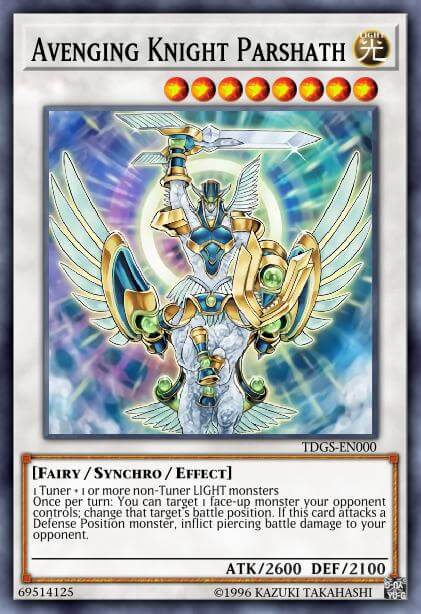 AVENGING KNIGHT PARSHATH
LIGHT
光
TDGS-EN000
[FAIRY / SYNCHRO / EFFECT]
1 Tuner + 1 or more non-Tuner LIGHT monsters
Once per turn: You can target 1 face-up monster your opponent
controls; change that target's battle position. If this card attacks a
Defense Position monster, inflict piercing battle damage to your
opponent.
ATK/2600 DEF/2100
69514125
©1996 KAZUKI TAKAHASHI